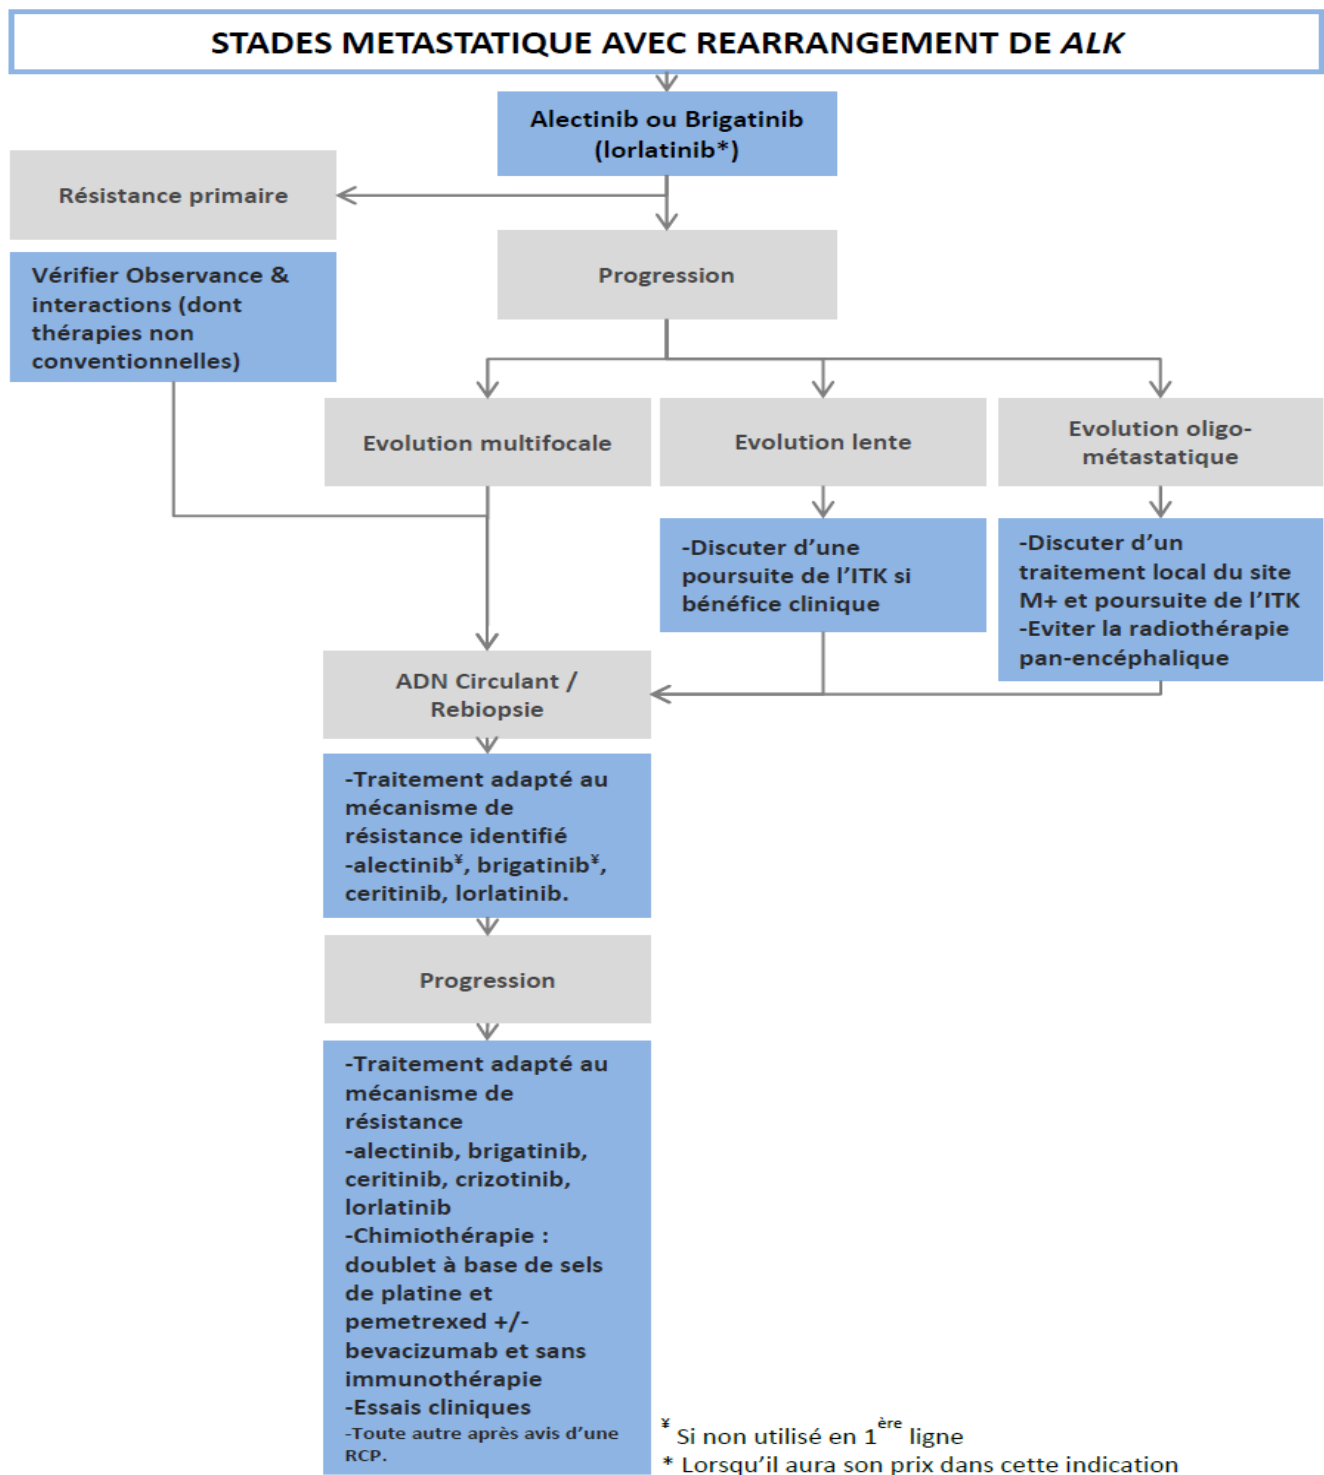 STADES METASTATIQUE AVEC REARRANGEMENT DE ALK
Alectinib ou Brigatinib
(lorlatinib*)
Résistance primaire
Vérifier Observance &
interactions (dont
thérapies non
conventionnelles)
Progression
Evolution multifocale
Evolution lente
Evolution oligo-
métastatique
-Discuter d’une
poursuite de l’ITK si
bénéfice clinique
-Discuter d’un
traitement local du site
M+ et poursuite de l’ITK
-Eviter la radiothérapie
pan-encéphalique
ADN Circulant /
Rebiopsie
-Traitement adapté au
mécanisme de
résistance identifié
-alectinib¥, brigatinib¥,
ceritinib, lorlatinib.
Progression
-Traitement adapté au
mécanisme de
résistance
-alectinib, brigatinib,
ceritinib, crizotinib,
lorlatinib
-Chimiothérapie :
doublet à base de sels
de platine et
pemetrexed +/-
bevacizumab et sans
immunothérapie
-Essais cliniques
-Toute autre après avis d’une
RCP.
¥ Si non utilisé en 1ère ligne
* Lorsqu’il aura son prix dans cette indication